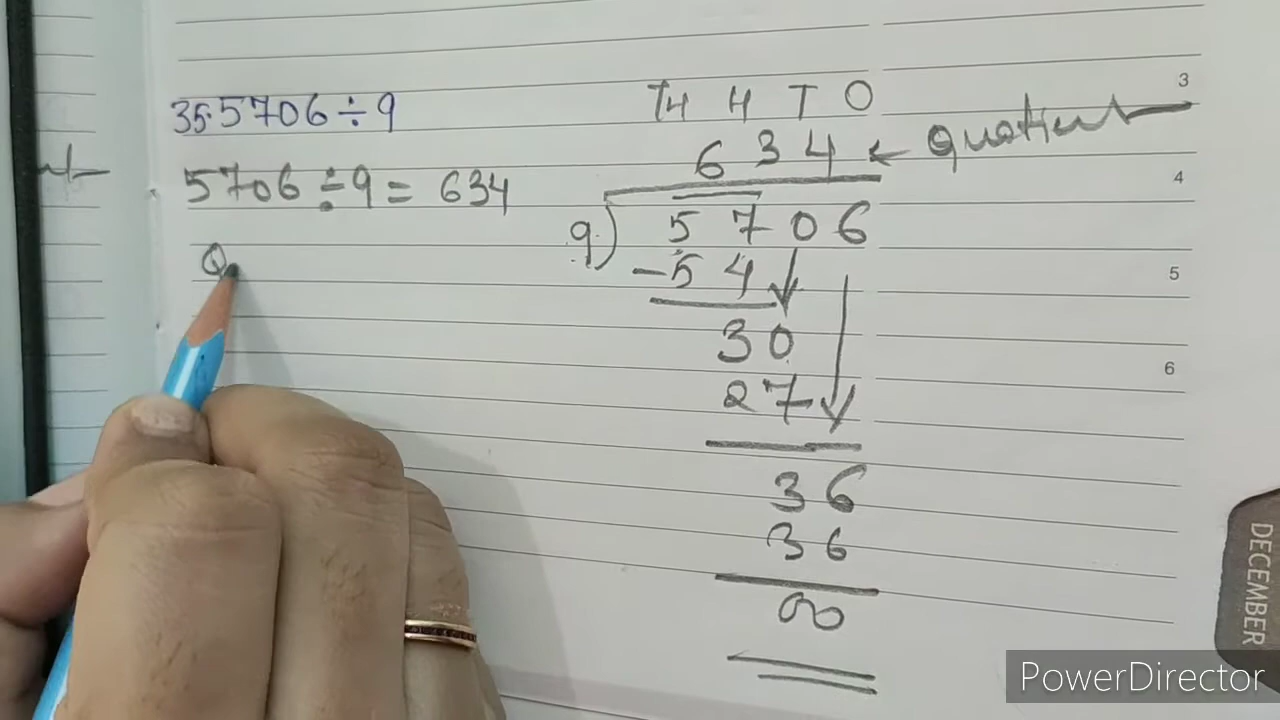 35. 5706 ÷ 9
5706 ÷ 9 = 634
Q
TH H T O
634 ← Quotient
9) 5706
- 54
30
27
36
36
00
3
4
5
6
DECEMBER
PowerDirector